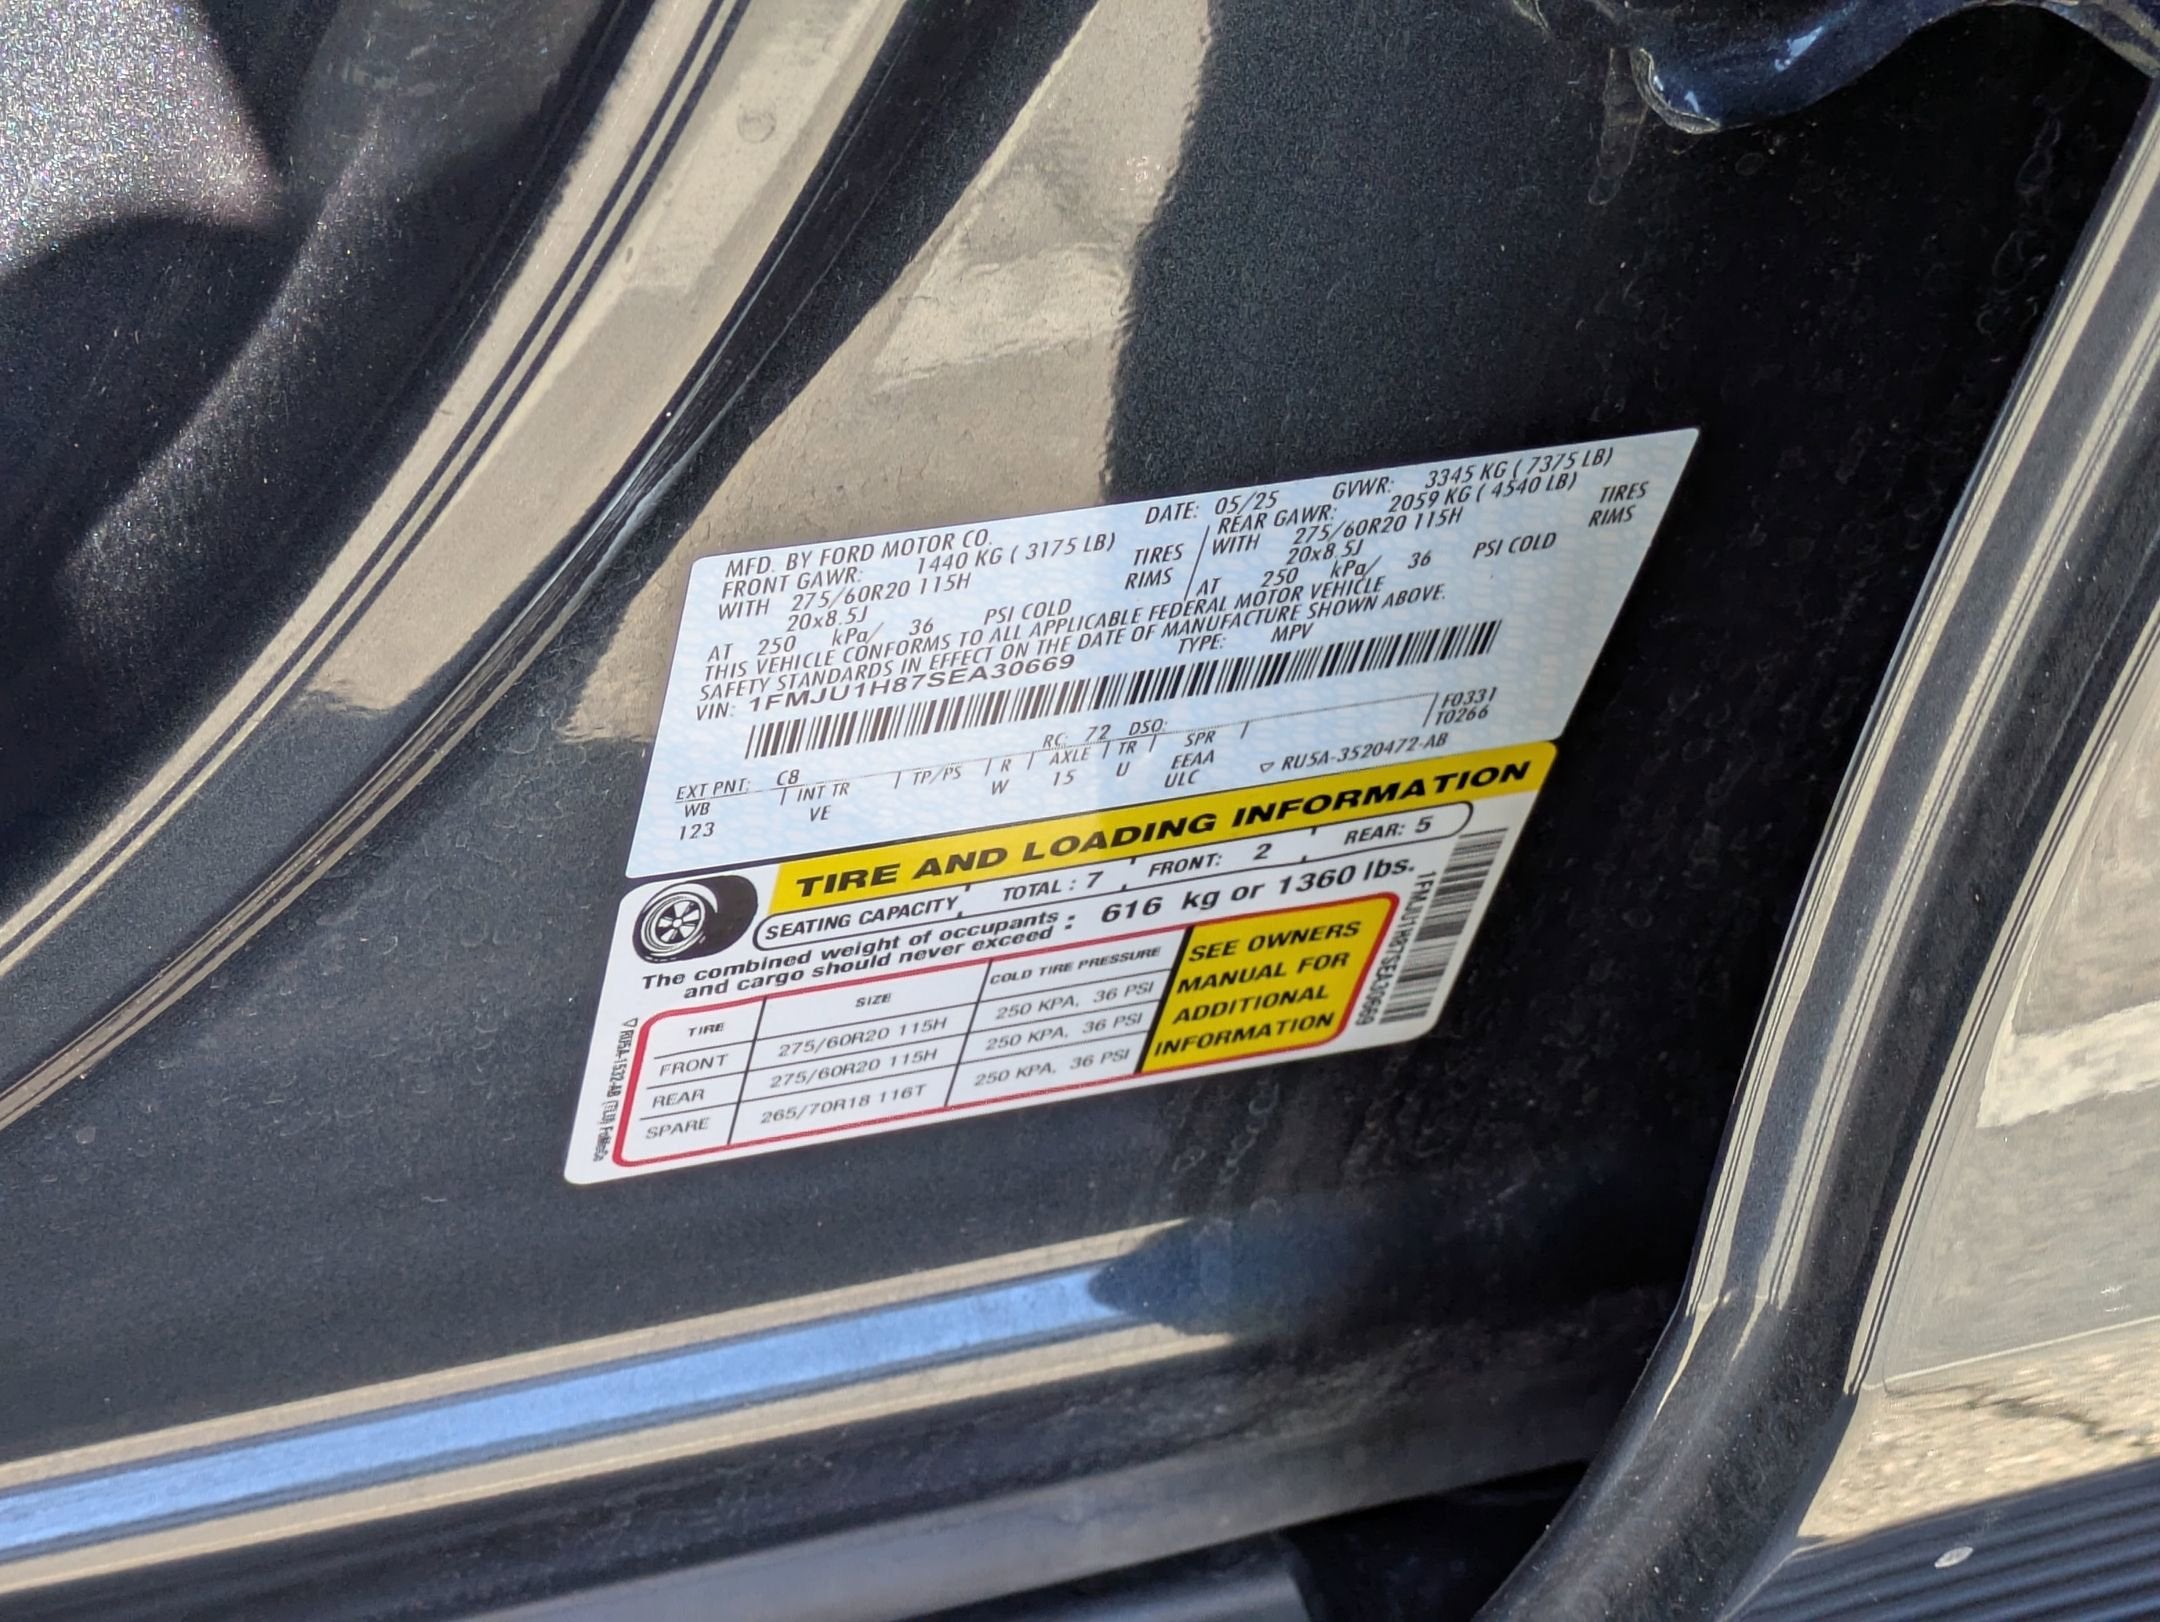 MFD. BY FORD MOTOR CO. DATE: 05/25 GVWR: 3345 KG ( 7375 LB)
FRONT GAWR: 1440 KG ( 3175 LB) REAR GAWR: 2059 KG ( 4540 LB)
WITH 275/60R20 115H TIRES WITH 275/60R20 115H TIRES
20x8.5J RIMS 20x8.5J RIMS
AT 250 kPa/ 36 PSI COLD AT 250 kPa/ 36 PSI COLD
THIS VEHICLE CONFORMS TO ALL APPLICABLE FEDERAL MOTOR VEHICLE
SAFETY STANDARDS IN EFFECT ON THE DATE OF MANUFACTURE SHOWN ABOVE.
VIN: 1FMJU1H87SEA30669 TYPE: MPV
F0331
T0266
EXT PNT: C8 RC: 72 DSO:
WB INT TR TP/PS R AXLE TR SPR
123 VE W 15 U EEAA
ULC
▽ RU5A-3520472-AB
TIRE AND LOADING INFORMATION
SEATING CAPACITY TOTAL : 7 FRONT: 2 REAR: 5
The combined weight of occupants and cargo should never exceed : 616 kg or 1360 lbs.
TIRE SIZE COLD TIRE PRESSURE
FRONT 275/60R20 115H 250 KPA, 36 PSI
REAR 275/60R20 115H 250 KPA, 36 PSI
SPARE 265/70R18 116T 250 KPA, 36 PSI
SEE OWNERS
MANUAL FOR
ADDITIONAL
INFORMATION
1FMJU1H87SEA30669
▽ RU5A-1532-AB